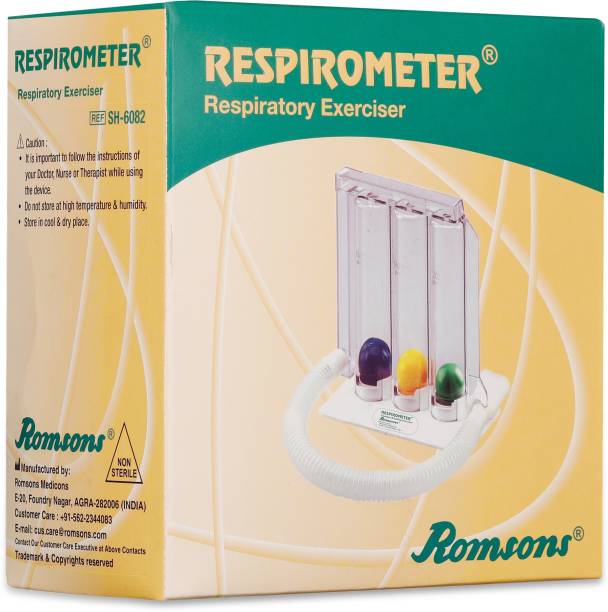 RESPIROMETER®
Respiratory Exerciser
REF SH-6082
⚠ Caution :
• It is important to follow the instructions of
your Doctor, Nurse or Therapist while using
the device.
• Do not store at high temperature & humidity.
• Store in cool & dry place.
Romsons®
NON
STERILE
Manufactured by:
Romsons Medicons
E-20, Foundry Nagar, AGRA-282006 (INDIA)
Customer Care : +91-562-2344083
E-mail: cus.care@romsons.com
Contact Our Customer Care Executive at Above Contacts
Trademark & Copyrights reserved
RESPIROMETER®
Respiratory Exerciser
RESPIROMETER®
Romsons®